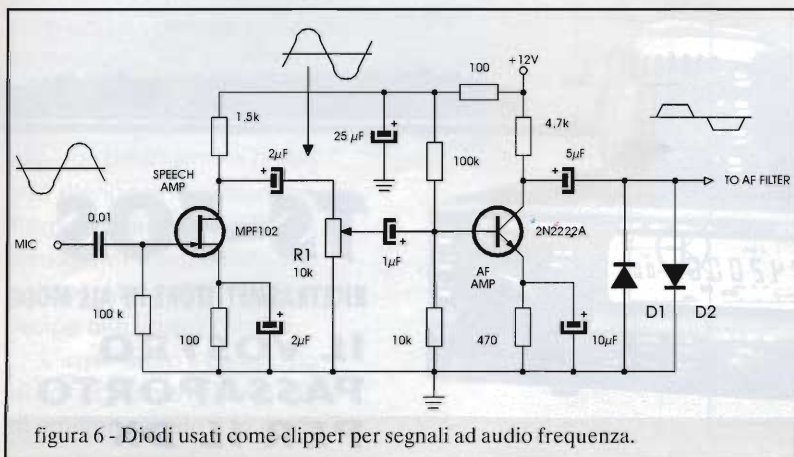 +12V
100
1.5k
25 µF
+
4.7k
5µF
+
TO AF FILTER
SPEECH
AMP
2µF
+
100k
0,01
MIC
MPF102
R1
10k
1µF
+
2N2222A
AF
AMP
D1
D2
100 k
100
+
2µF
10k
470
+
10µF
figura 6 - Diodi usati come clipper per segnali ad audio frequenza.